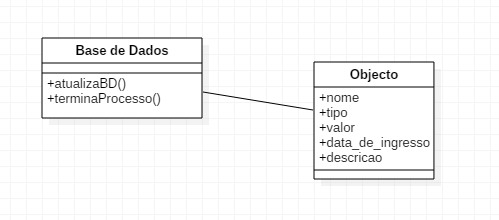 Base de Dados
+atualizaBD()
+terminaProcesso()
Objecto
+nome
+tipo
+valor
+data_de_ingresso
+descricao